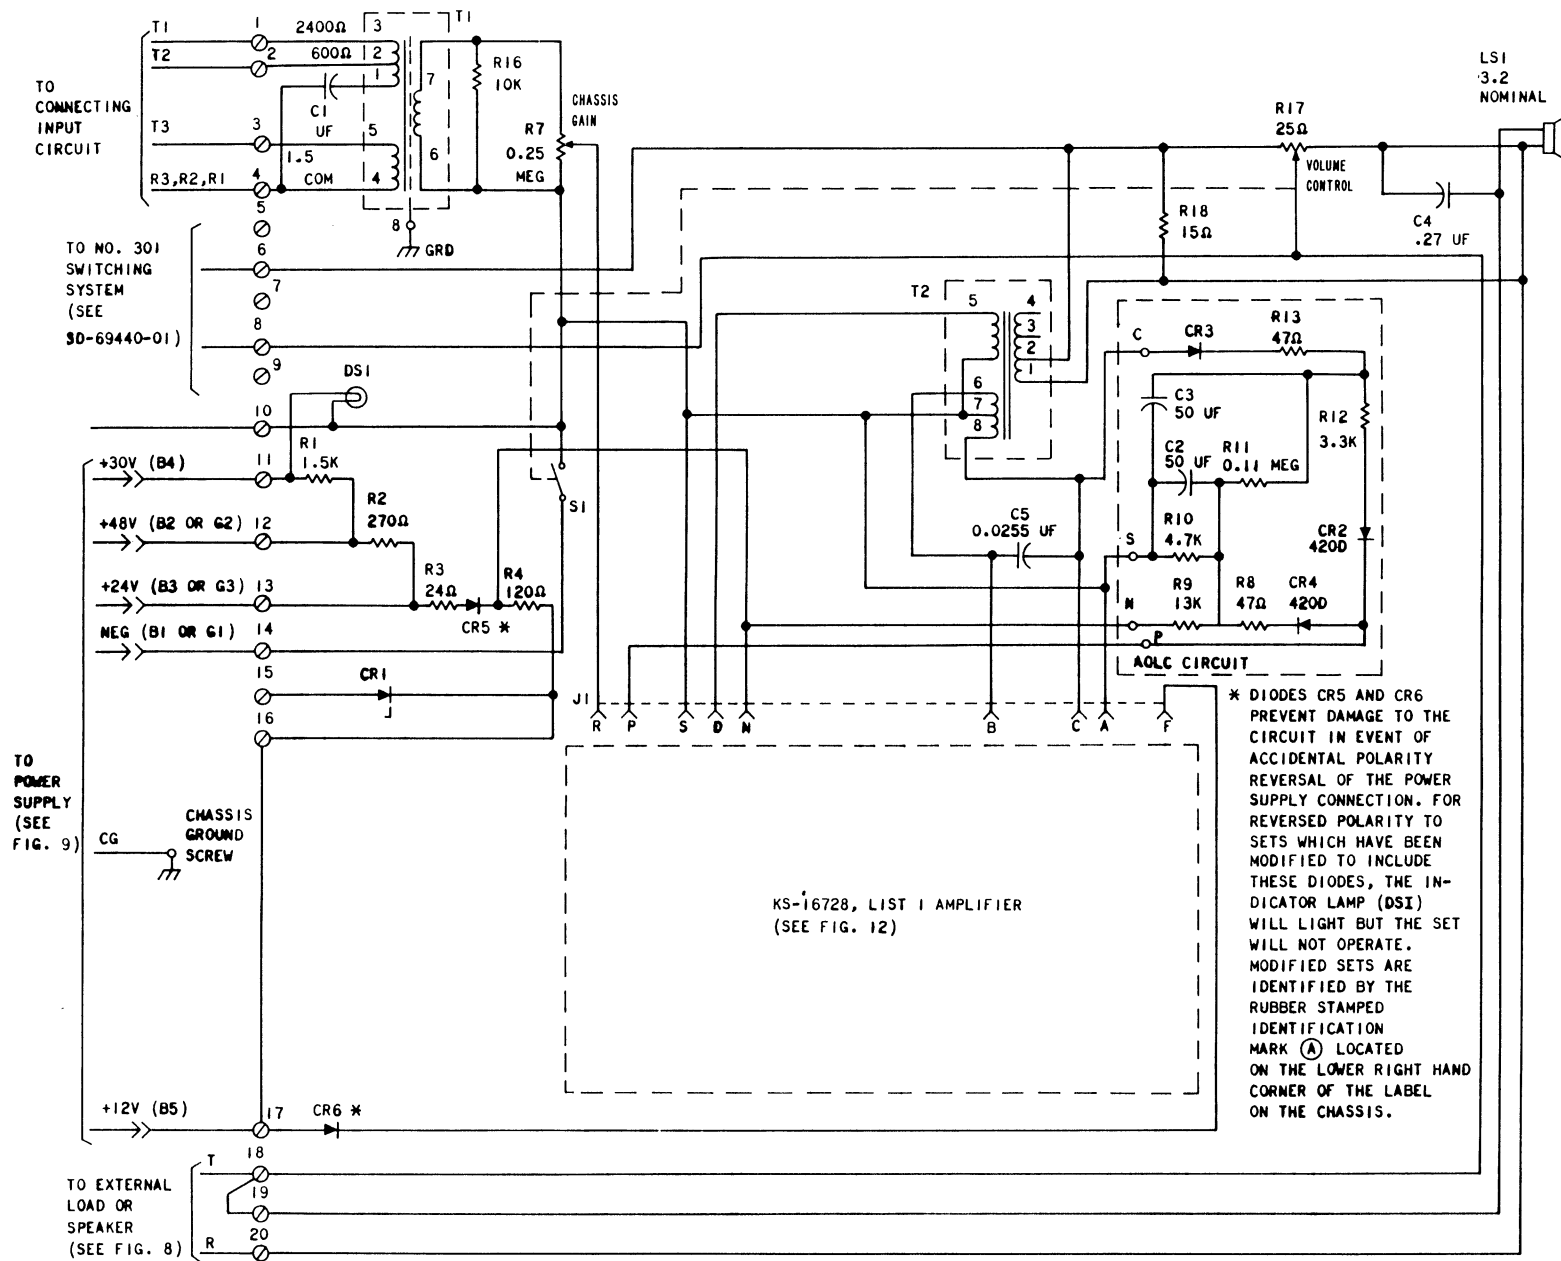 TO
CONNECTING
INPUT
CIRCUIT
T1
T2
T3
R3,R2,R1
1
2
3
4
2400Ω
600Ω
C1
UF
1.5
COM
T1
3
2
1
5
4
7
6
8
GRD
R16
10K
R7
0.25
MEG
CHASSIS
GAIN
TO NO. 301
SWITCHING
SYSTEM
(SEE
SD-69440-01)
5
6
7
8
9
10
DS1
R17
25Ω
VOLUME
CONTROL
LS1
3.2
NOMINAL
C4
.27 UF
R18
15Ω
T2
5
6
7
8
4
3
2
1
C
CR3
R13
47Ω
C3
50 UF
R12
3.3K
C2
50 UF
R11
0.11 MEG
S
R10
4.7K
CR2
420D
N
R9
13K
R8
47Ω
CR4
420D
P
AOLC CIRCUIT
C5
0.0255 UF
S1
+30V (B4)
11
R1
1.5K
+48V (B2 OR G2)
12
R2
270Ω
+24V (B3 OR G3)
13
R3
24Ω
CR5 *
R4
120Ω
NEG (B1 OR G1)
14
15
CR1
16
TO
POWER
SUPPLY
(SEE
FIG. 9)
CG
CHASSIS
GROUND
SCREW
J1
R
P
S
D
N
B
C
A
F
KS-16728, LIST 1 AMPLIFIER
(SEE FIG. 12)
* DIODES CR5 AND CR6
PREVENT DAMAGE TO THE
CIRCUIT IN EVENT OF
ACCIDENTAL POLARITY
REVERSAL OF THE POWER
SUPPLY CONNECTION. FOR
REVERSED POLARITY TO
SETS WHICH HAVE BEEN
MODIFIED TO INCLUDE
THESE DIODES, THE IN-
DICATOR LAMP (DS1)
WILL LIGHT BUT THE SET
WILL NOT OPERATE.
MODIFIED SETS ARE
IDENTIFIED BY THE
RUBBER STAMPED
IDENTIFICATION
MARK Ⓐ LOCATED
ON THE LOWER RIGHT HAND
CORNER OF THE LABEL
ON THE CHASSIS.
+12V (B5)
17
CR6 *
TO EXTERNAL
LOAD OR
SPEAKER
(SEE FIG. 8)
T
R
18
19
20